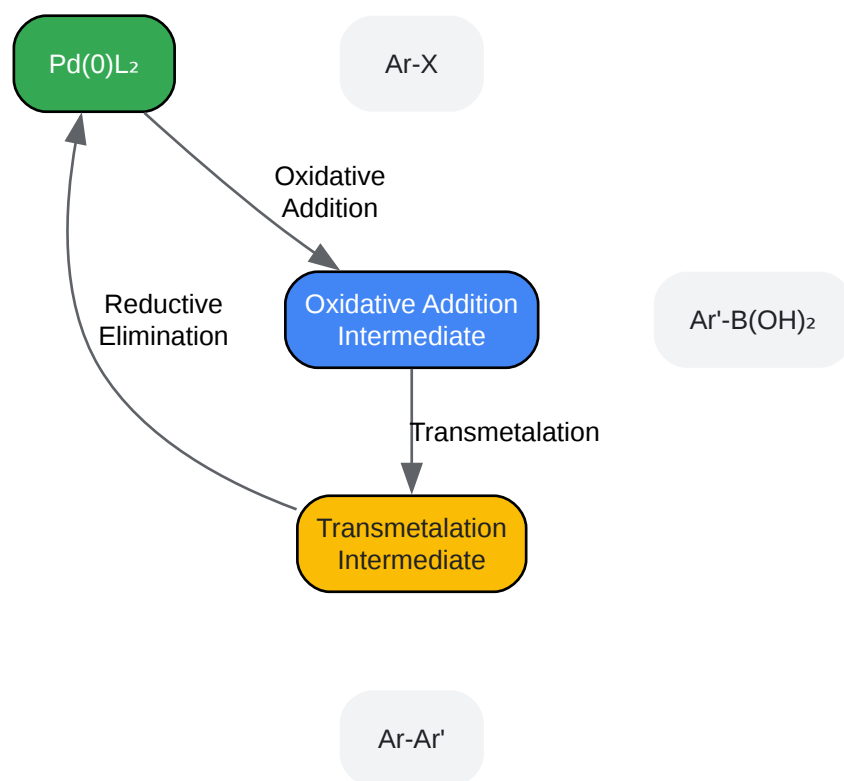 Pd(0)L₂
Ar-X
Oxidative
Addition
Oxidative Addition
Intermediate
Ar'-B(OH)₂
Reductive
Elimination
Transmetalation
Transmetalation
Intermediate
Ar-Ar'